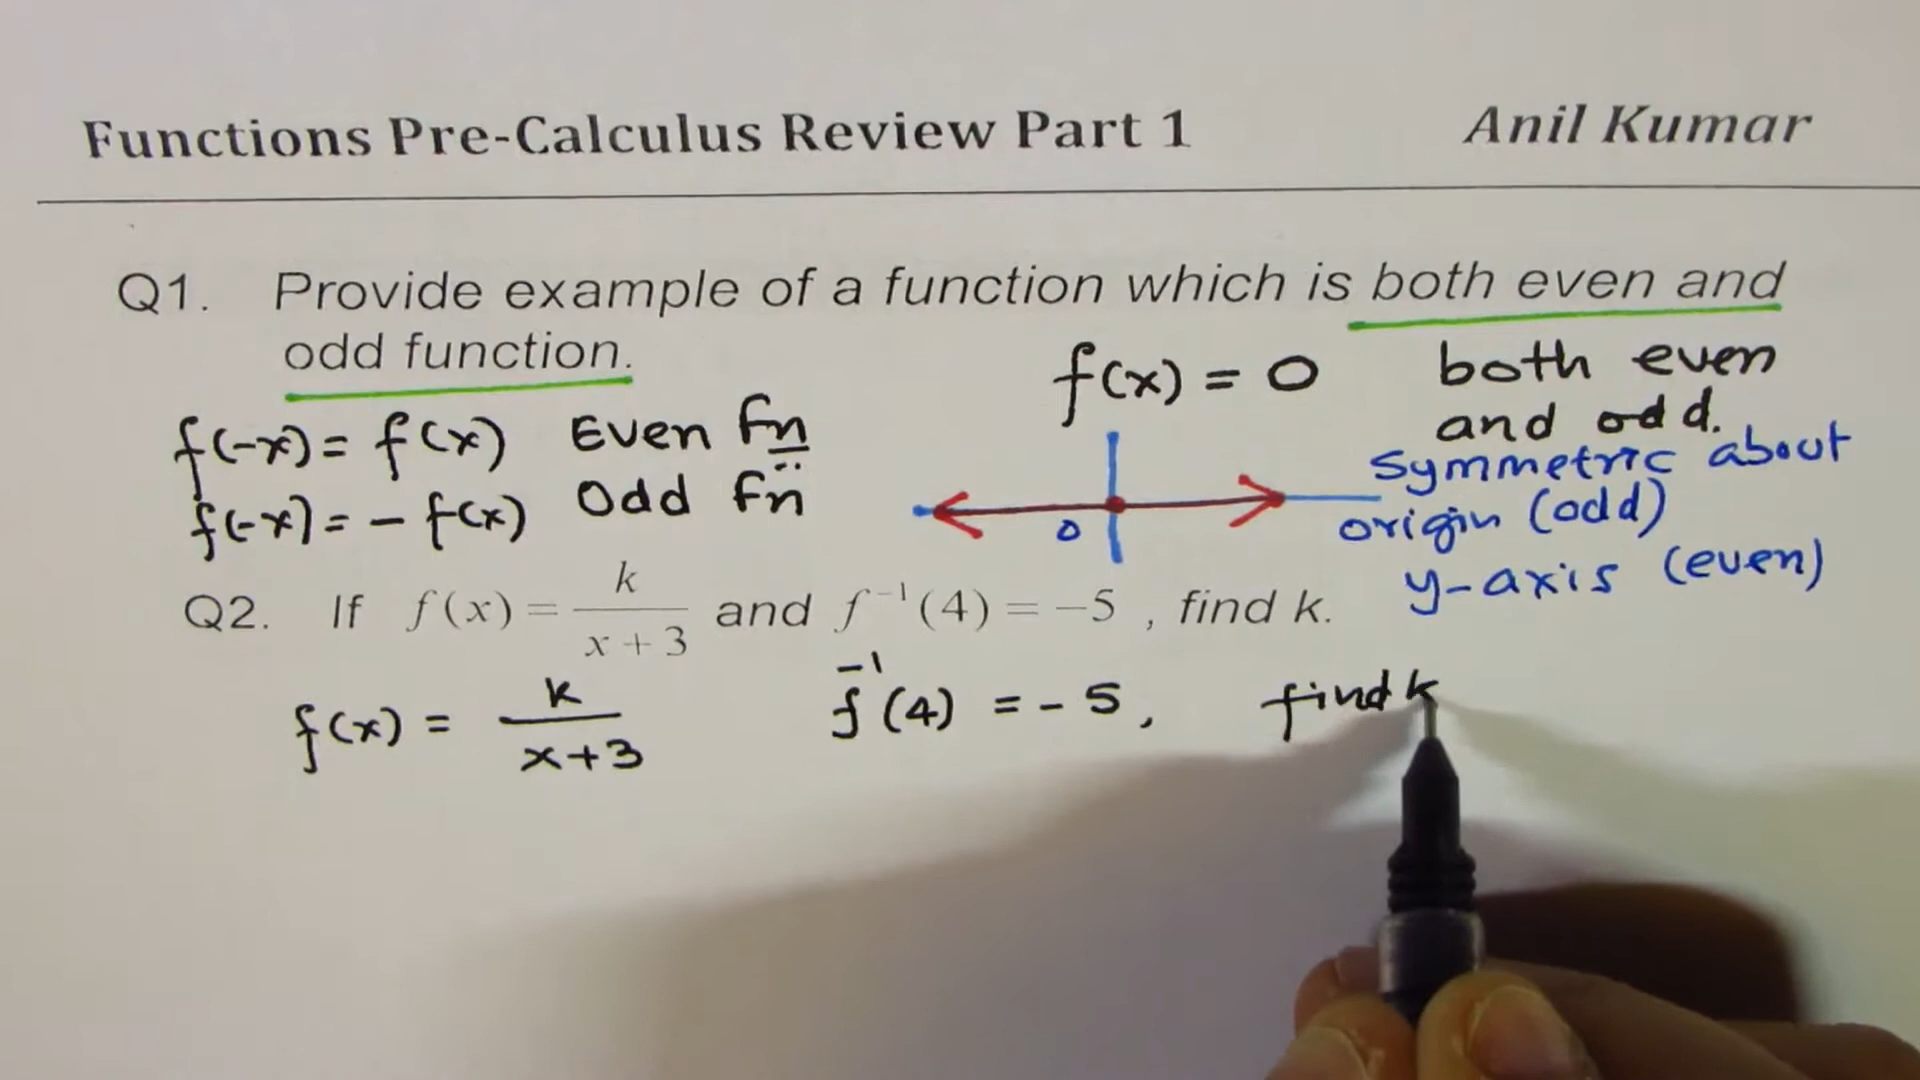 Functions Pre-Calculus Review Part 1 Anil Kumar
Q1. Provide example of a function which is both even and
odd function.
f(x) = 0 both even
and odd.
f(-x) = f(x) Even Fn
f(-x) = - f(x) Odd Fn
0
Symmetric about
origin (odd)
y-axis (even)
Q2. If f(x) = k/(x + 3) and f⁻¹(4) = −5 , find k.
f(x) = k/(x+3) f⁻¹(4) = - 5, find k